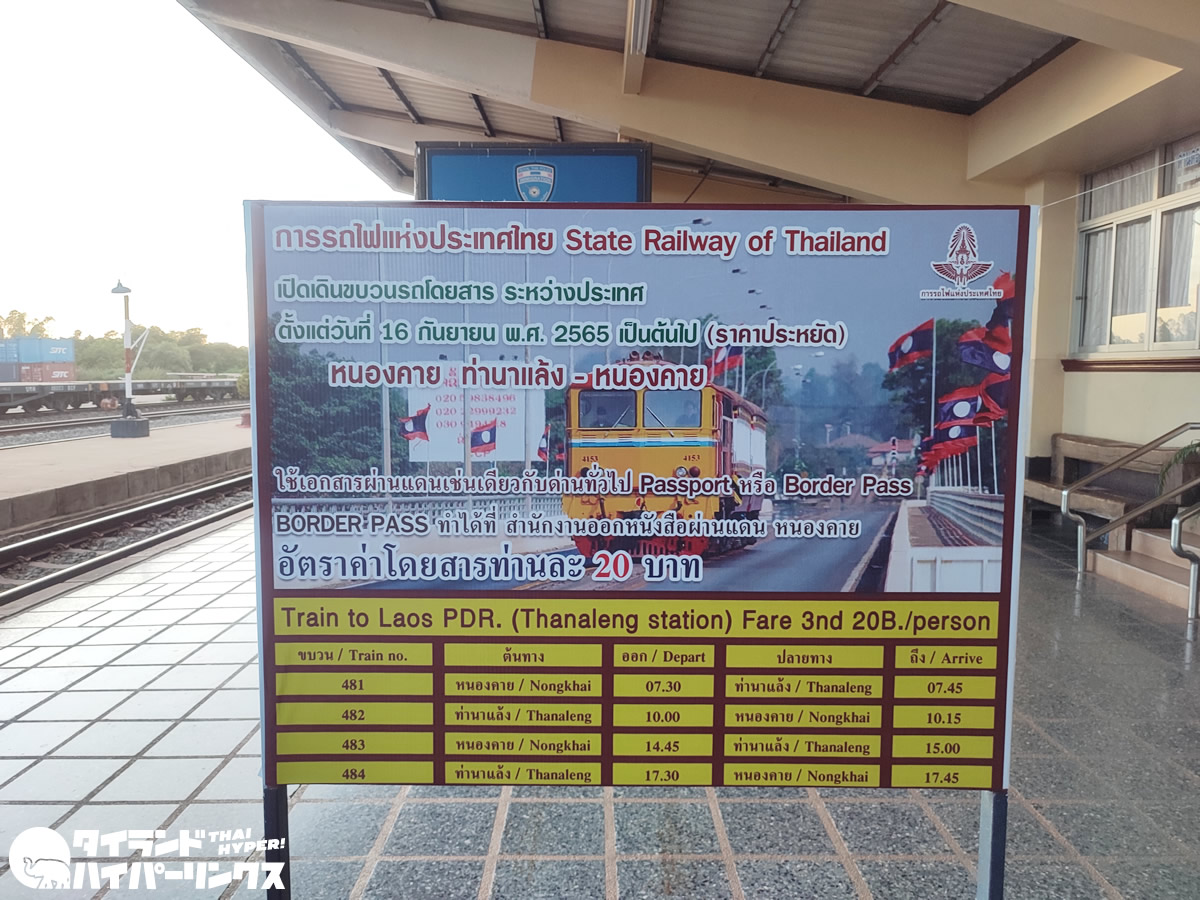 การรถไฟแห่งประเทศไทย State Railway of Thailand
การรถไฟแห่งประเทศไทย
เปิดเดินขบวนรถโดยสาร ระหว่างประเทศ
ตั้งแต่วันที่ 16 กันยายน พ.ศ. 2565 เป็นต้นไป (ราคาประหยัด)
หนองคาย ท่านาแล้ง - หนองคาย
4153 4153
ใช้เอกสารผ่านแดนเช่นเดียวกับด่านทั่วไป Passport หรือ Border Pass
BORDER PASS ทำได้ที่ สำนักงานออกหนังสือผ่านแดน หนองคาย
อัตราค่าโดยสารท่านละ 20 บาท
Train to Laos PDR. (Thanaleng station) Fare 3nd 20B./person
ขบวน / Train no. ต้นทาง ออก / Depart ปลายทาง ถึง / Arrive
481 หนองคาย / Nongkhai 07.30 ท่านาแล้ง / Thanaleng 07.45
482 ท่านาแล้ง / Thanaleng 10.00 หนองคาย / Nongkhai 10.15
483 หนองคาย / Nongkhai 14.45 ท่านาแล้ง / Thanaleng 15.00
484 ท่านาแล้ง / Thanaleng 17.30 หนองคาย / Nongkhai 17.45
タイランド THAI HYPER!
ハイパーリンクス